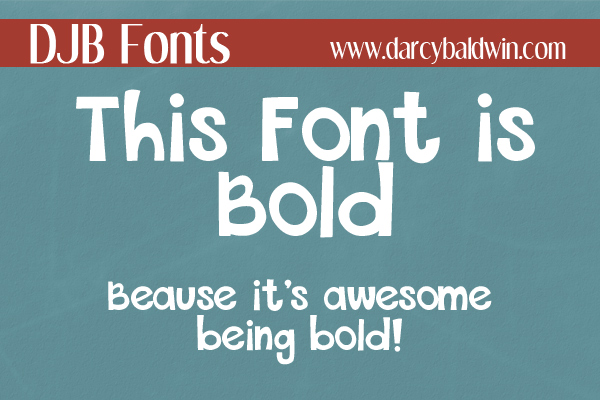 DJB Fonts www.darcybaldwin.com
This Font is
Bold
Beause it's awesome
being bold!